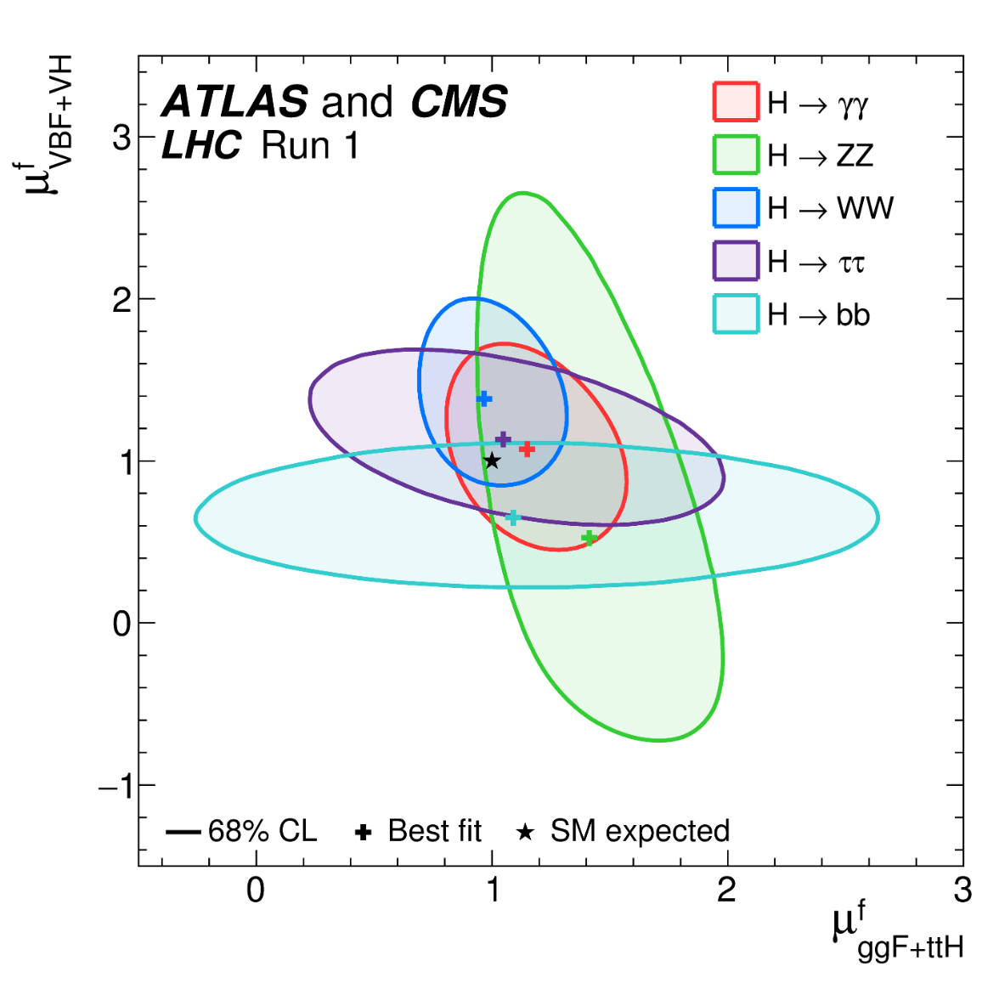 μ^f_VBF+VH
ATLAS and CMS
LHC Run 1
H → γγ
H → ZZ
H → WW
H → ττ
H → bb
3
2
1
0
−1
68% CL
Best fit
SM expected
0 1 2 3
μ^f_ggF+ttH